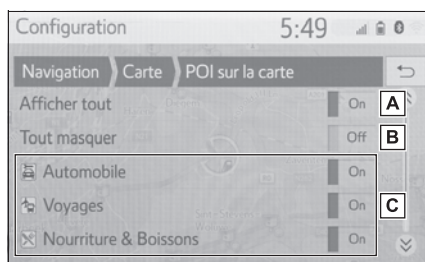 Configuration 5:49
Navigation Carte POI sur la carte
Afficher tout On A
Tout masquer Off B
Automobile On
Voyages On C
Nourriture & Boissons On